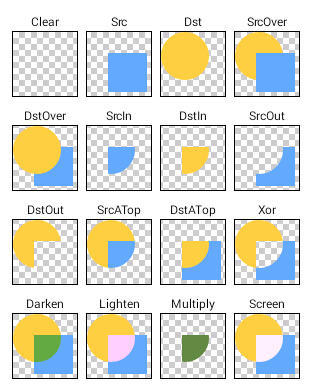 Clear Src Dst SrcOver
DstOver SrcIn DstIn SrcOut
DstOut SrcATop DstATop Xor
Darken Lighten Multiply Screen